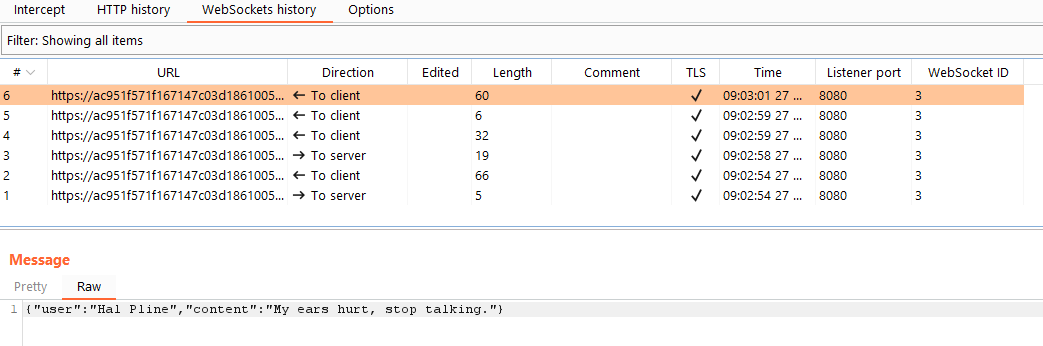 Intercept HTTP history WebSockets history Options
Filter: Showing all items
# URL Direction Edited Length Comment TLS Time Listener port WebSocket ID
6 https://ac951f571f167147c03d1861005... ← To client 60 ✓ 09:03:01 27 ... 8080 3
5 https://ac951f571f167147c03d1861005... ← To client 6 ✓ 09:02:59 27 ... 8080 3
4 https://ac951f571f167147c03d1861005... ← To client 32 ✓ 09:02:59 27 ... 8080 3
3 https://ac951f571f167147c03d1861005... → To server 19 ✓ 09:02:58 27 ... 8080 3
2 https://ac951f571f167147c03d1861005... ← To client 66 ✓ 09:02:54 27 ... 8080 3
1 https://ac951f571f167147c03d1861005... → To server 5 ✓ 09:02:54 27 ... 8080 3
Message
Pretty Raw
1 {"user":"Hal Pline","content":"My ears hurt, stop talking."}